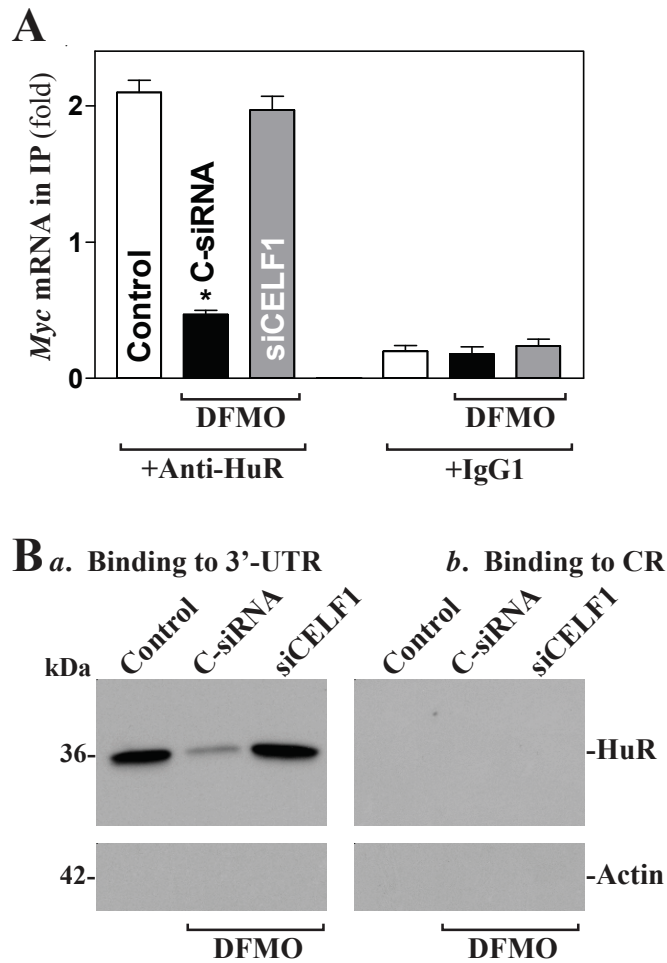 A
Myc mRNA in IP (fold)
2
1
0
Control
* C-siRNA
siCELF1
DFMO
DFMO
+Anti-HuR
+IgG1
B a. Binding to 3’-UTR
b. Binding to CR
Control
C-siRNA
siCELF1
Control
C-siRNA
siCELF1
kDa
36-
-HuR
42-
-Actin
DFMO
DFMO